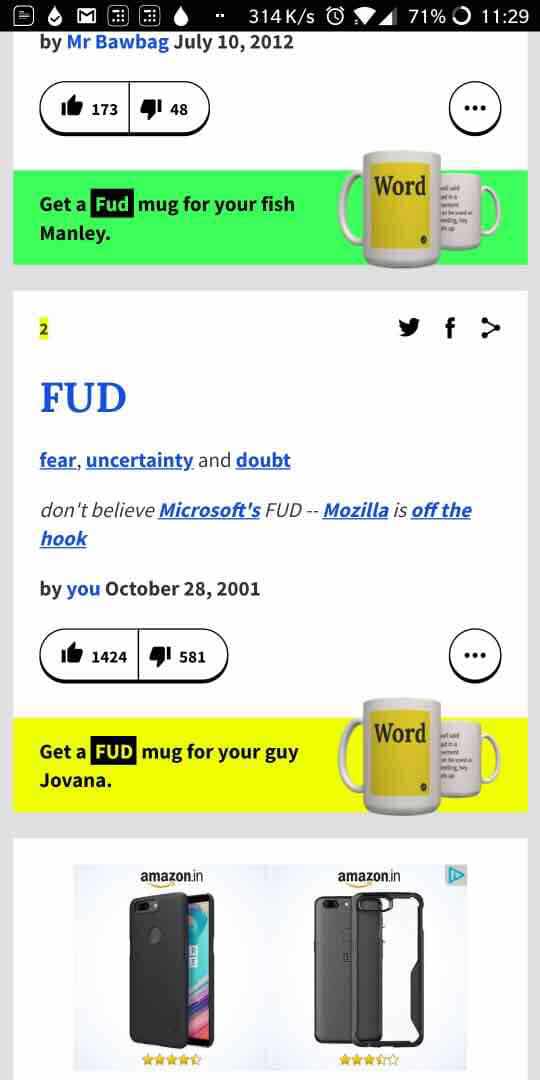 314 K/s 71% 11:29
by Mr Bawbag July 10, 2012
173 48
Get a Fud mug for your fish
Manley.
Word
2
FUD
fear, uncertainty and doubt
don't believe Microsoft's FUD -- Mozilla is off the
hook
by you October 28, 2001
1424 581
Get a FUD mug for your guy
Jovana.
Word
amazon.in amazon.in